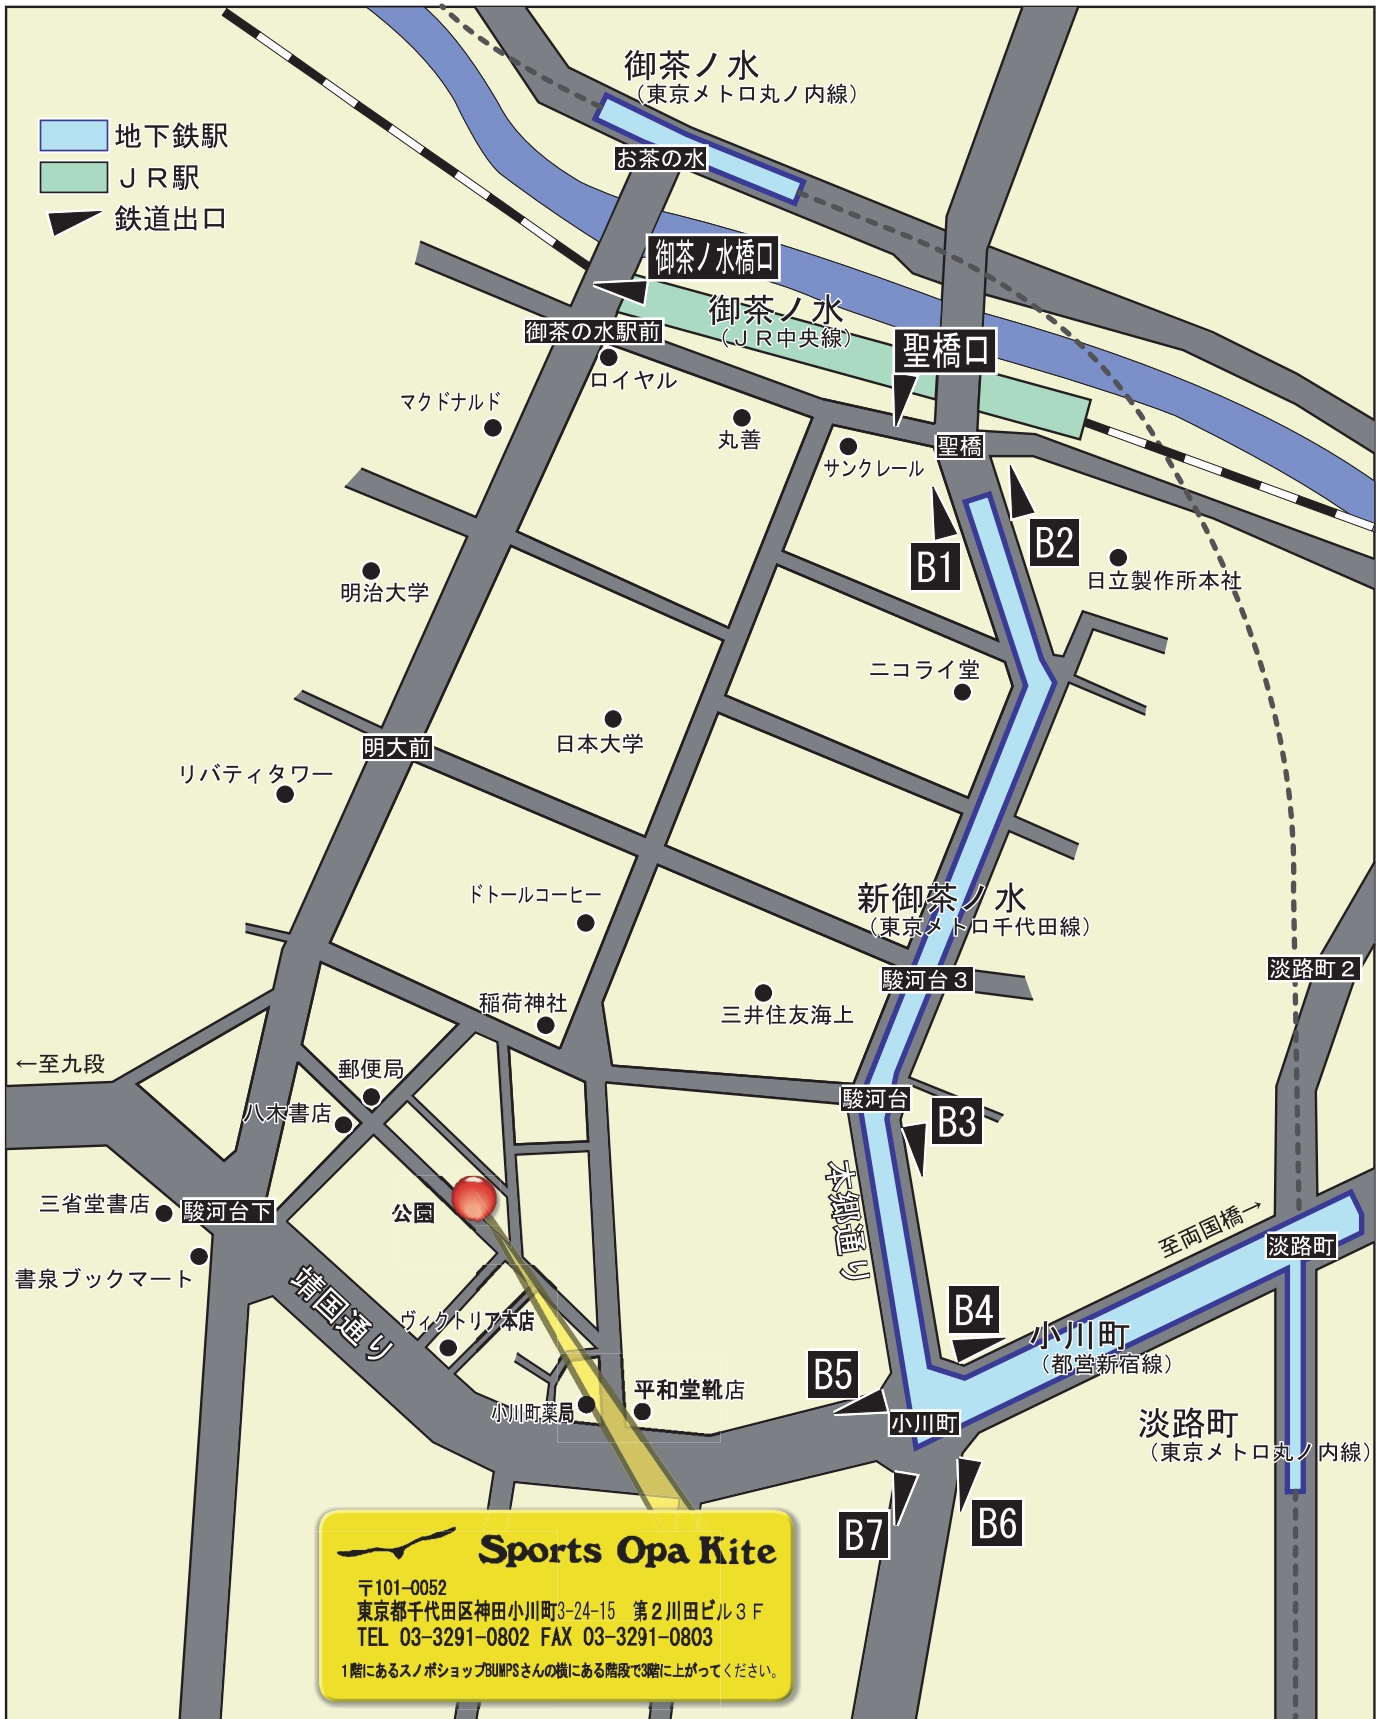 御茶ノ水
（東京メトロ丸ノ内線）
地下鉄駅
ＪＲ駅
鉄道出口
お茶の水
御茶ノ水橋口
御茶ノ水
（ＪＲ中央線）
御茶の水駅前
聖橋口
ロイヤル
マクドナルド
丸善
サンクレール
聖橋
B1
B2
日立製作所本社
明治大学
ニコライ堂
日本大学
明大前
リバティタワー
ドトールコーヒー
新御茶ノ水
（東京メトロ千代田線）
淡路町２
駿河台３
稲荷神社
三井住友海上
←至九段
郵便局
八木書店
駿河台
B3
三省堂書店
駿河台下
公園
本郷通り
至両国橋→
淡路町
書泉ブックマート
靖国通り
ヴィクトリア本店
B4
小川町
（都営新宿線）
B5
平和堂靴店
小川町薬局
小川町
淡路町
（東京メトロ丸ノ内線）
B7
B6
Sports Opa Kite
〒101-0052
東京都千代田区神田小川町3-24-15　第２川田ビル３Ｆ
TEL 03-3291-0802 FAX 03-3291-0803
１階にあるスノボショップBUMPSさんの横にある階段で3階に上がってください。